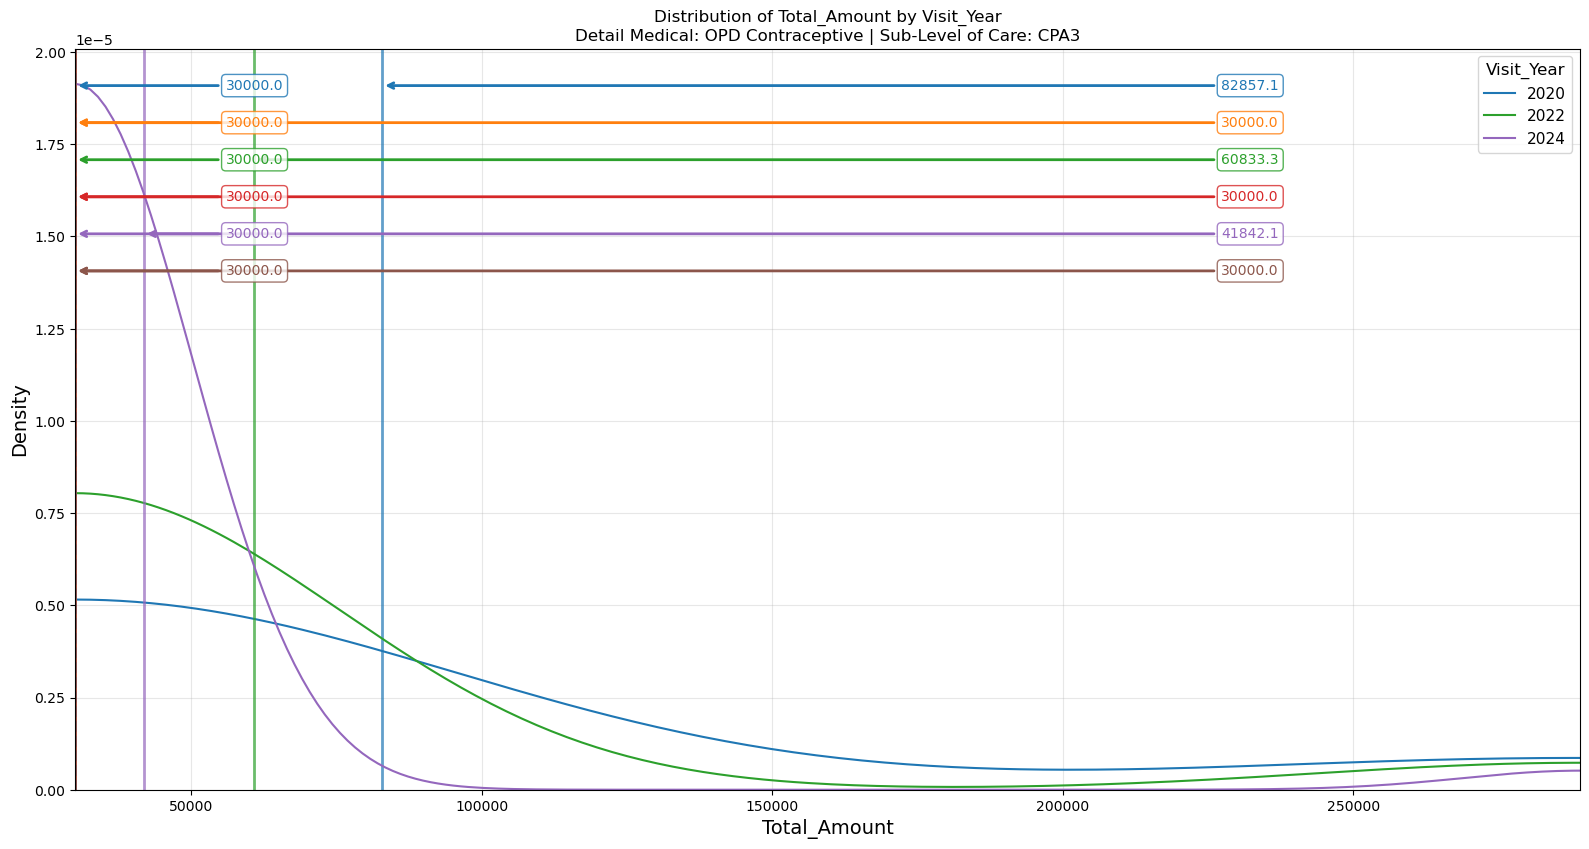 Distribution of Total_Amount by Visit_Year
Detail Medical: OPD Contraceptive | Sub-Level of Care: CPA3
1e−5
2.00
1.75
1.50
1.25
1.00
0.75
0.50
0.25
0.00
Density
30000.0 82857.1
30000.0 30000.0
30000.0 60833.3
30000.0 30000.0
30000.0 41842.1
30000.0 30000.0
Visit_Year
2020
2022
2024
50000 100000 150000 200000 250000
Total_Amount